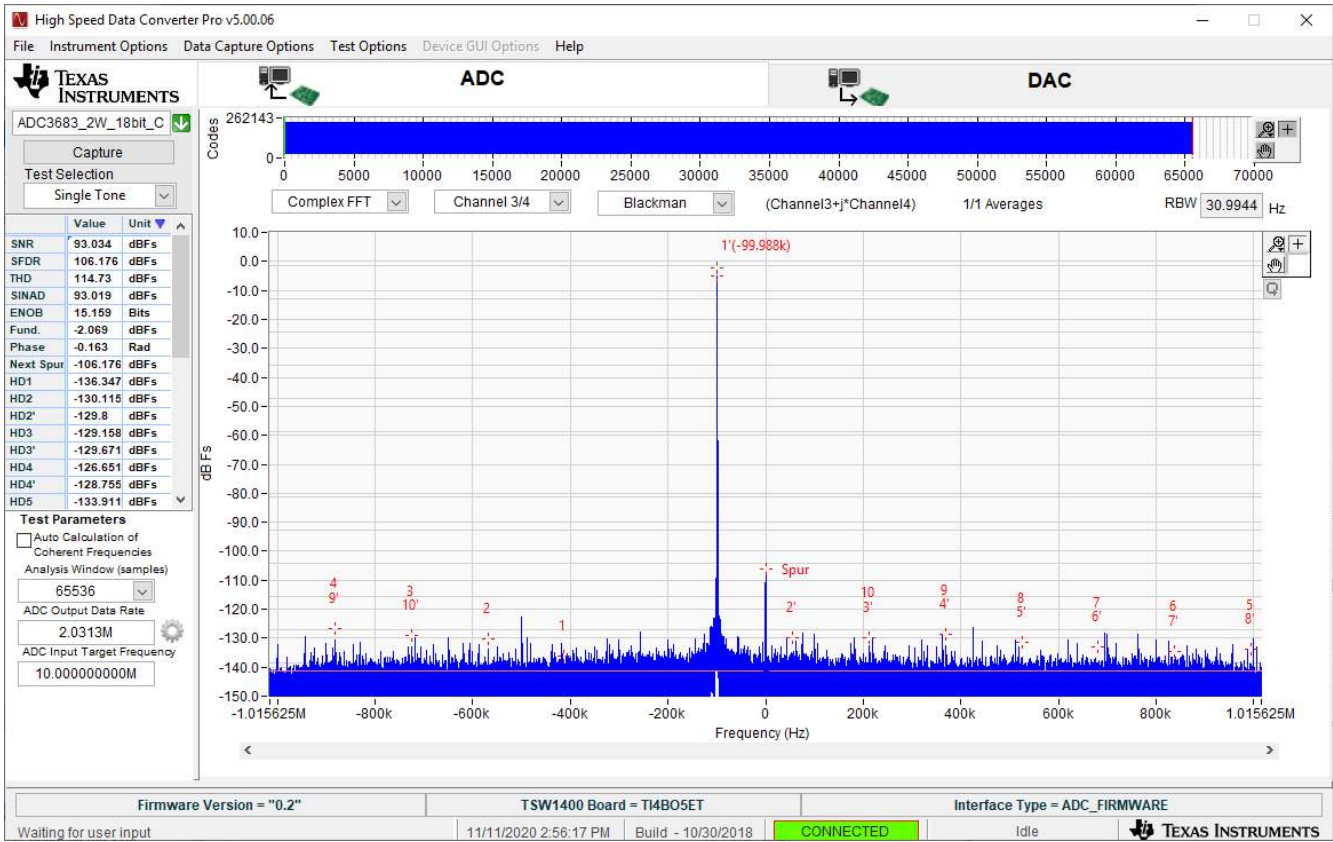 High Speed Data Converter Pro v5.00.06
File Instrument Options Data Capture Options Test Options Device GUI Options Help
TEXAS INSTRUMENTS
ADC
DAC
ADC3683_2W_18bit_C
Capture
Test Selection
Single Tone
Value Unit
SNR 93.034 dBFs
SFDR 106.176 dBFs
THD 114.73 dBFs
SINAD 93.019 dBFs
ENOB 15.159 Bits
Fund. -2.069 dBFs
Phase -0.163 Rad
Next Spur -106.176 dBFs
HD1 -136.347 dBFs
HD2 -130.115 dBFs
HD2' -129.8 dBFs
HD3 -129.158 dBFs
HD3' -129.671 dBFs
HD4 -126.651 dBFs
HD4' -128.755 dBFs
HD5 -133.911 dBFs
Test Parameters
Auto Calculation of
Coherent Frequencies
Analysis Window (samples)
65536
ADC Output Data Rate
2.0313M
ADC Input Target Frequency
10.000000000M
Codes
262143
0
0 5000 10000 15000 20000 25000 30000 35000 40000 45000 50000 55000 60000 65000 70000
Complex FFT Channel 3/4 Blackman (Channel3+j*Channel4) 1/1 Averages RBW 30.9944 Hz
dB Fs
10.0
0.0
-10.0
-20.0
-30.0
-40.0
-50.0
-60.0
-70.0
-80.0
-90.0
-100.0
-110.0
-120.0
-130.0
-140.0
-150.0
1'(-99.988k)
Spur
4
9'
3
10'
2
1
2'
10
3'
9
4'
8
5'
7
6'
6
7'
5
8'
-1.015625M -800k -600k -400k -200k 0 200k 400k 600k 800k 1.015625M
Frequency (Hz)
Firmware Version = "0.2" TSW1400 Board = TI4BO5ET Interface Type = ADC_FIRMWARE
Waiting for user input 11/11/2020 2:56:17 PM Build - 10/30/2018 CONNECTED Idle TEXAS INSTRUMENTS